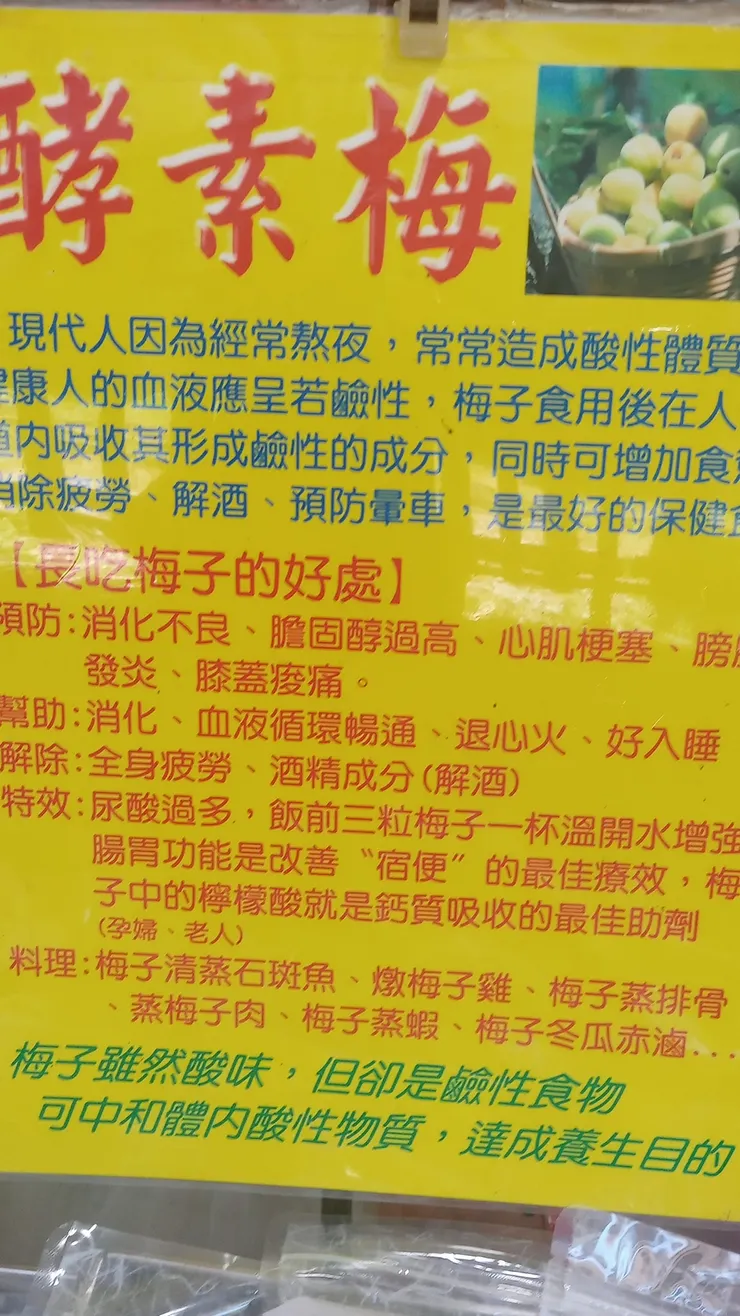 酵素梅
現代人因為經常熬夜，常常造成酸性體質
健康人的血液應呈若鹼性，梅子食用後在人
道內吸收其形成鹼性的成分，同時可增加食
消除疲勞、解酒、預防暈車，是最好的保健食
【長吃梅子的好處】
預防:消化不良、膽固醇過高、心肌梗塞、膀胱
發炎、膝蓋痠痛。
幫助:消化、血液循環暢通、退心火、好入睡
解除:全身疲勞、酒精成分(解酒)
特效:尿酸過多，飯前三粒梅子一杯溫開水增強
腸胃功能是改善“宿便”的最佳療效，梅
子中的檸檬酸就是鈣質吸收的最佳助劑
(孕婦、老人)
料理:梅子清蒸石斑魚、燉梅子雞、梅子蒸排骨
、蒸梅子肉、梅子蒸蝦、梅子冬瓜赤滷...
梅子雖然酸味，但卻是鹼性食物
可中和體內酸性物質，達成養生目的